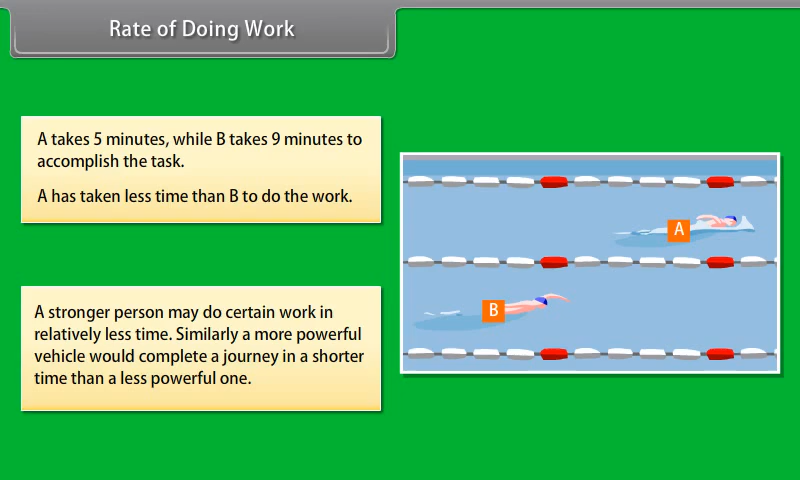 Rate of Doing Work
A takes 5 minutes, while B takes 9 minutes to
accomplish the task.
A has taken less time than B to do the work.
A stronger person may do certain work in
relatively less time. Similarly a more powerful
vehicle would complete a journey in a shorter
time than a less powerful one.
A
B